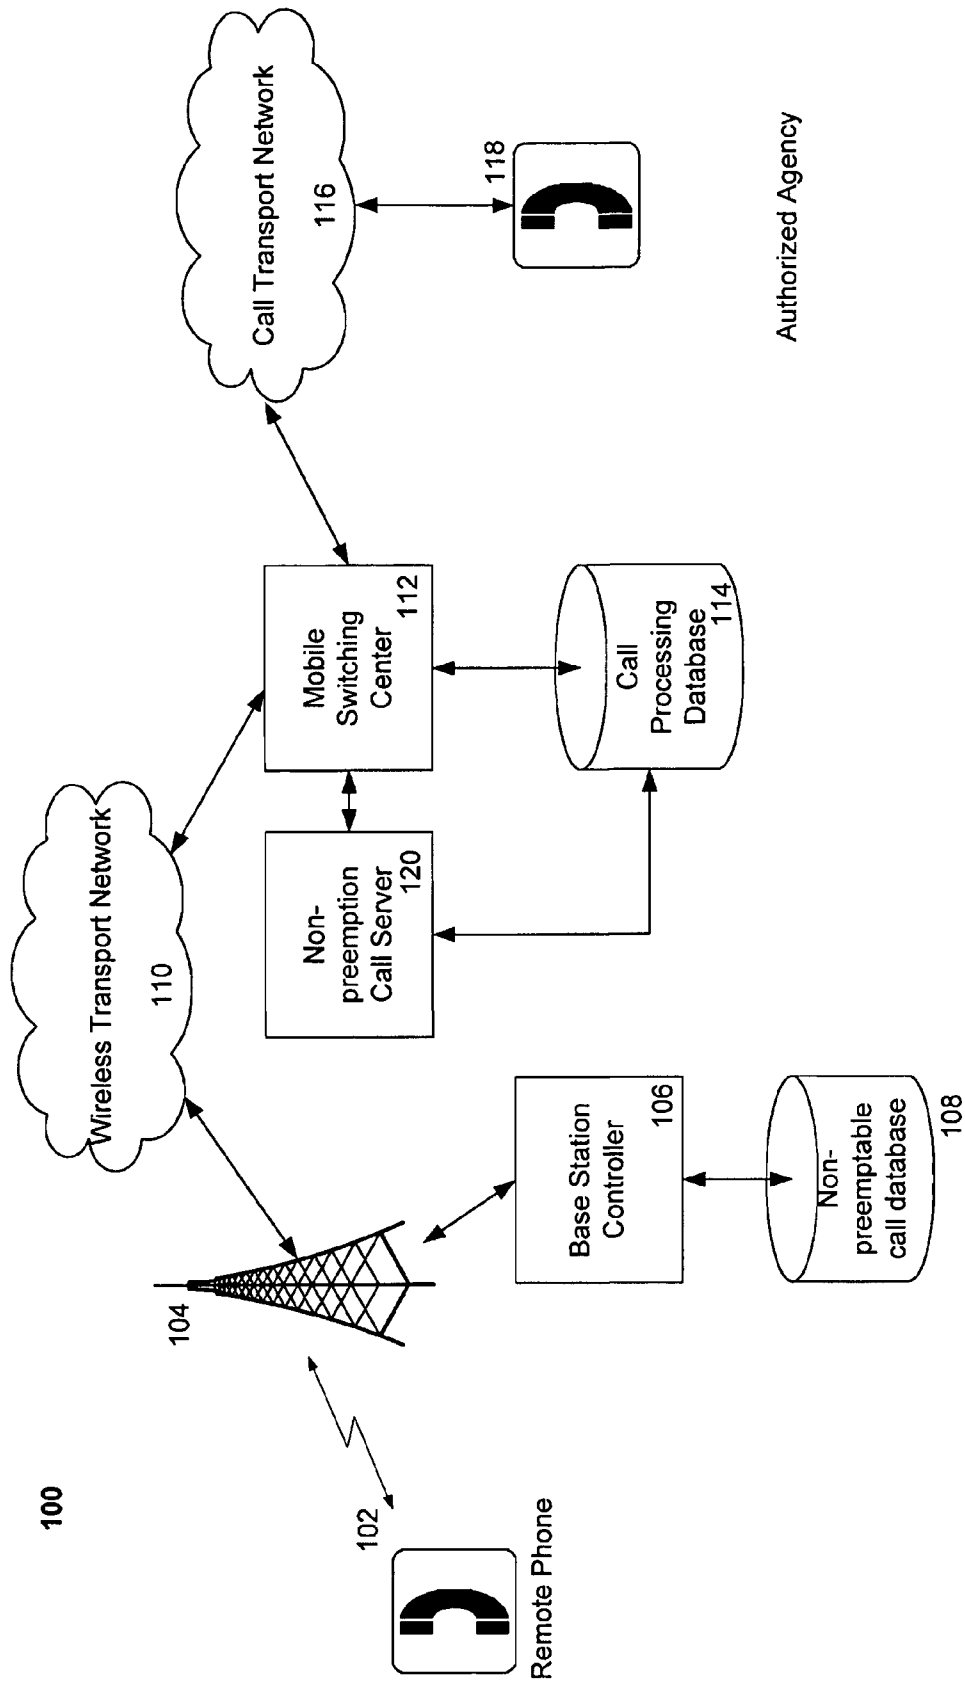 100
102
Remote Phone
104
Base Station
Controller
106
Non-
preemptable
call database
108
Wireless Transport Network
110
Non-
preemption
Call Server
120
Mobile
Switching
Center
112
Call
Processing
Database
114
Call Transport Network
116
118
Authorized Agency